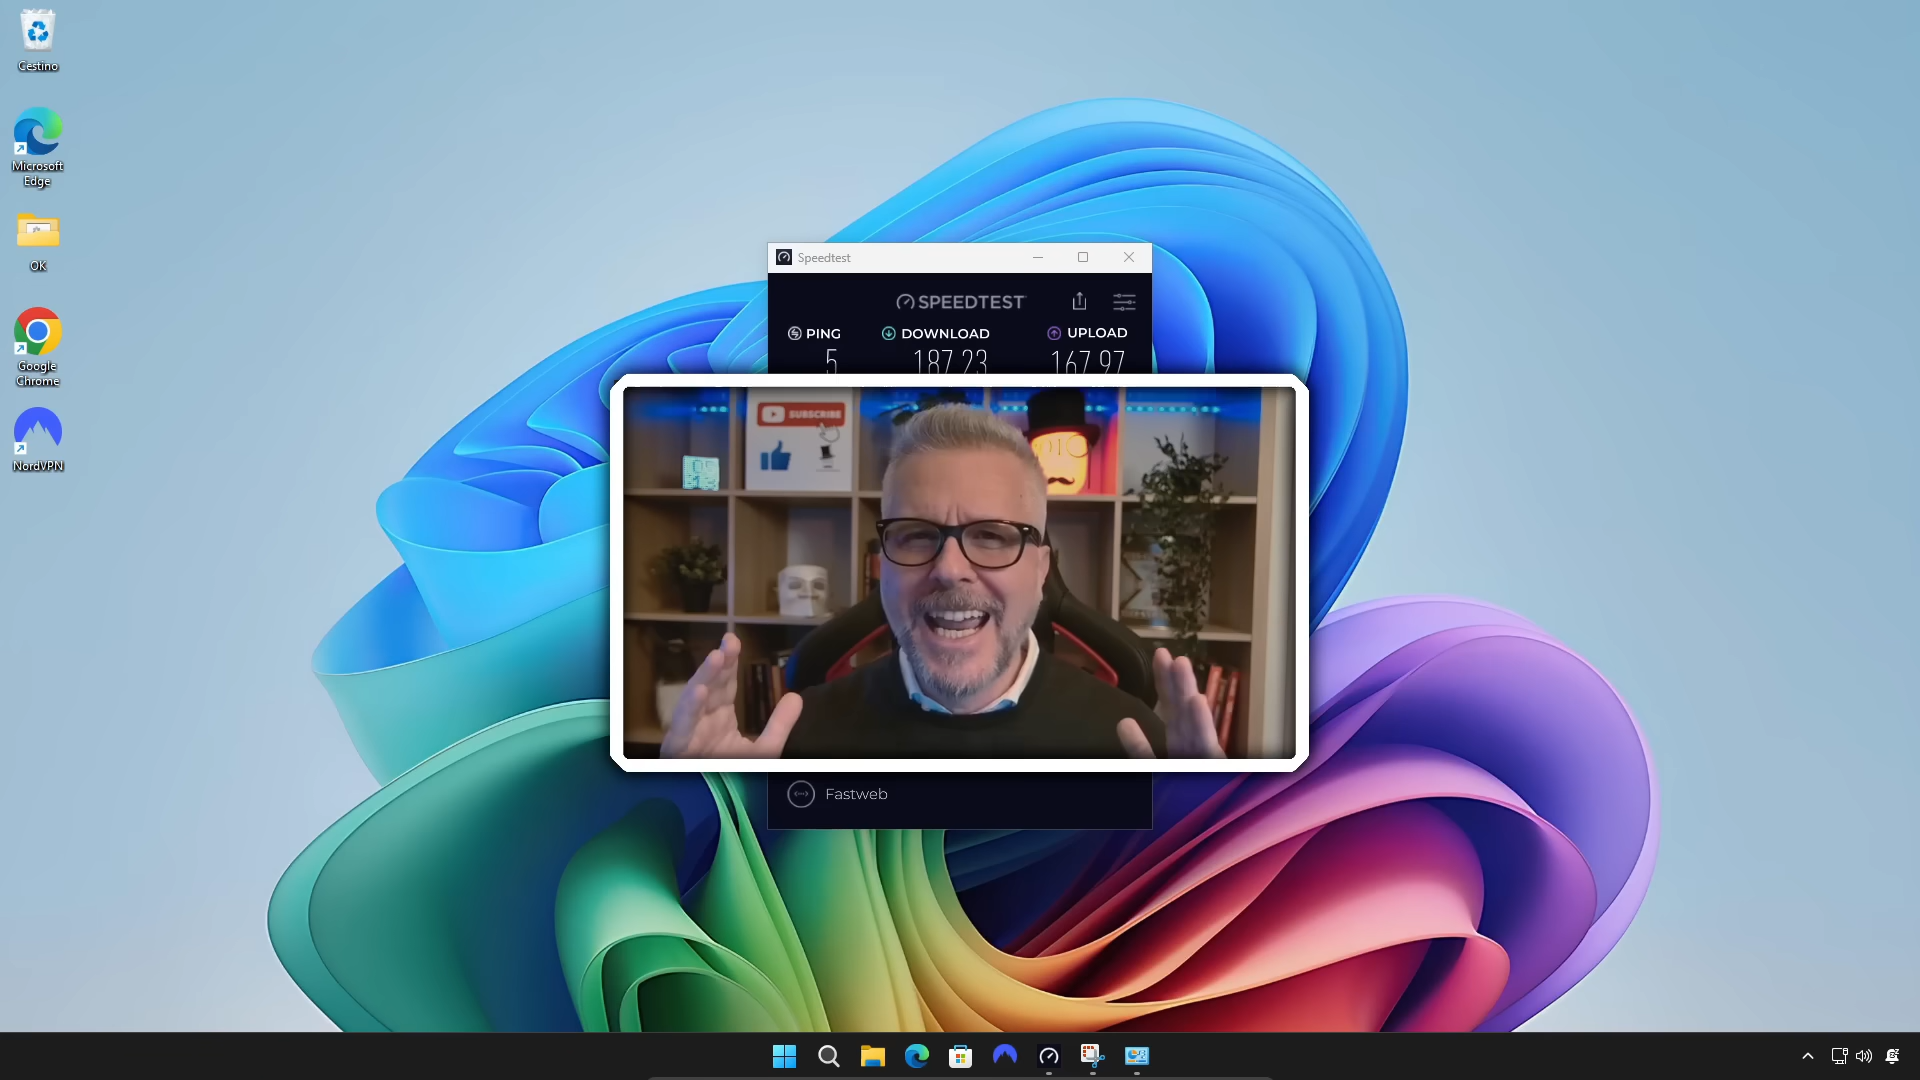 Cestino
Microsoft
Edge
OK
Google
Chrome
NordVPN
Speedtest
SPEEDTEST
PING
DOWNLOAD
UPLOAD
5
187.23
167.97
SUBSCRIBE
Fastweb